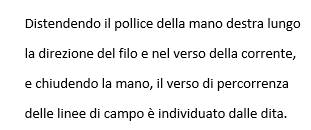 Distendendo il pollice della mano destra lungo
la direzione del filo e nel verso della corrente,
e chiudendo la mano, il verso di percorrenza
delle linee di campo è individuato dalle dita.